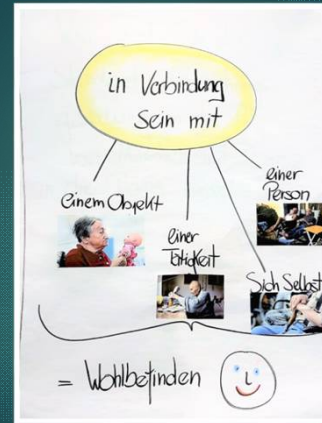 in Verbindung
sein mit
einem Objekt
einer
Tätigkeit
einer
Person
Sich Selbst
= Wohlbefinden